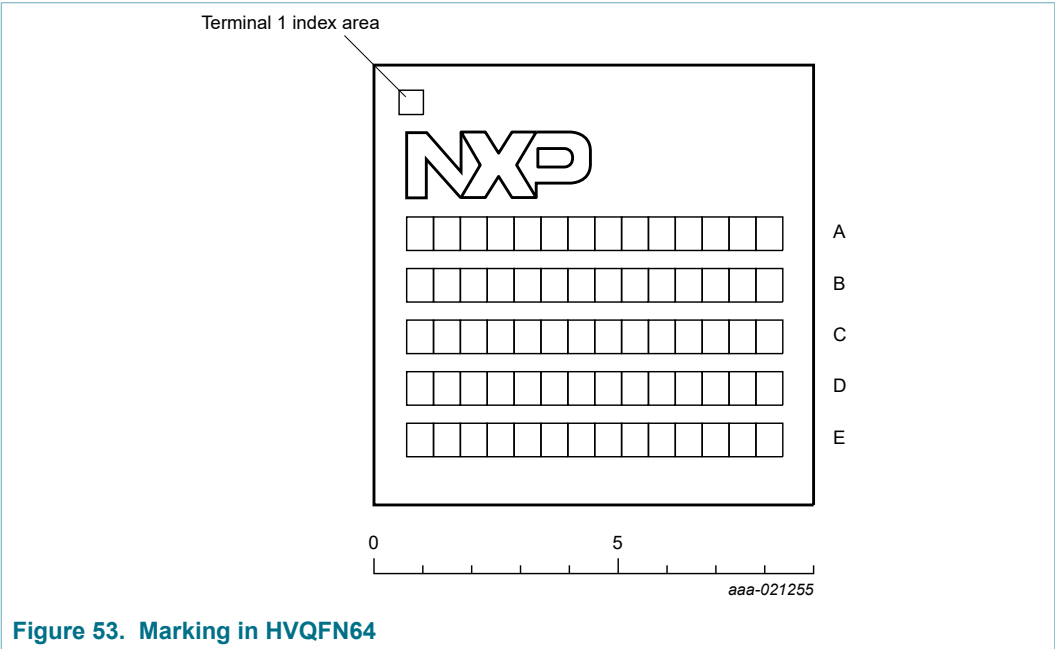 Terminal 1 index area
NXP
A
B
C
D
E
0 5
aaa-021255
Figure 53. Marking in HVQFN64